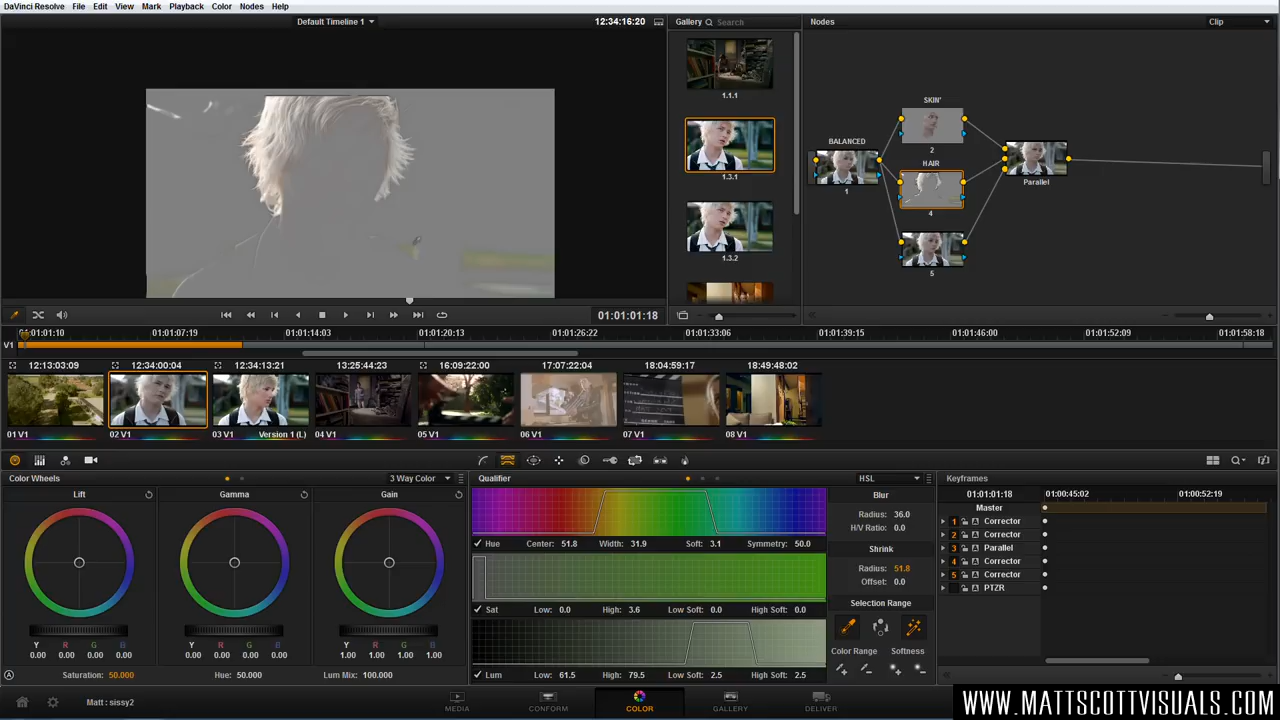 DaVinci Resolve File Edit View Mark Playback Color Nodes Help
Default Timeline 1 12:34:16:20 Gallery Search Nodes Clip
1.1.1
1.3.1
1.3.2
SKIN'
2
BALANCED
1
HAIR
4
Parallel
5
01:01:01:18
01:01:01:10 01:01:07:19 01:01:14:03 01:01:20:13 01:01:26:22 01:01:33:06 01:01:39:15 01:01:46:00 01:01:52:09 01:01:58:18
V1
12:13:03:09 12:34:00:04 12:34:13:21 13:25:44:23 16:09:22:00 17:07:22:04 18:04:59:17 18:49:48:02
01 V1 02 V1 03 V1 Version 1 (L) 04 V1 05 V1 06 V1 07 V1 08 V1
Color Wheels 3 Way Color Qualifier HSL Keyframes
Lift Gamma Gain
Blur
Radius: 36.0
H/V Ratio: 0.0
Hue Center: 51.8 Width: 31.9 Soft: 3.1 Symmetry: 50.0
Shrink
Radius: 51.8
Offset: 0.0
Sat Low: 0.0 High: 3.6 Low Soft: 0.0 High Soft: 0.0
Selection Range
Color Range Softness
Lum Low: 61.5 High: 79.5 Low Soft: 2.5 High Soft: 2.5
Y R G B Y R G B Y R G B
0.00 0.00 0.00 0.00 0.00 0.00 0.00 0.00 1.00 1.00 1.00 1.00
Saturation: 50.000 Hue: 50.000 Lum Mix: 100.000
01:01:01:18 00:00:45:02 00:00:52:19
Master
1 Corrector
2 Corrector
3 Parallel
4 Corrector
5 Corrector
PTZR
Matt : sissy2 MEDIA CONFORM COLOR GALLERY DELIVER
WWW.MATTSCOTTVISUALS.COM